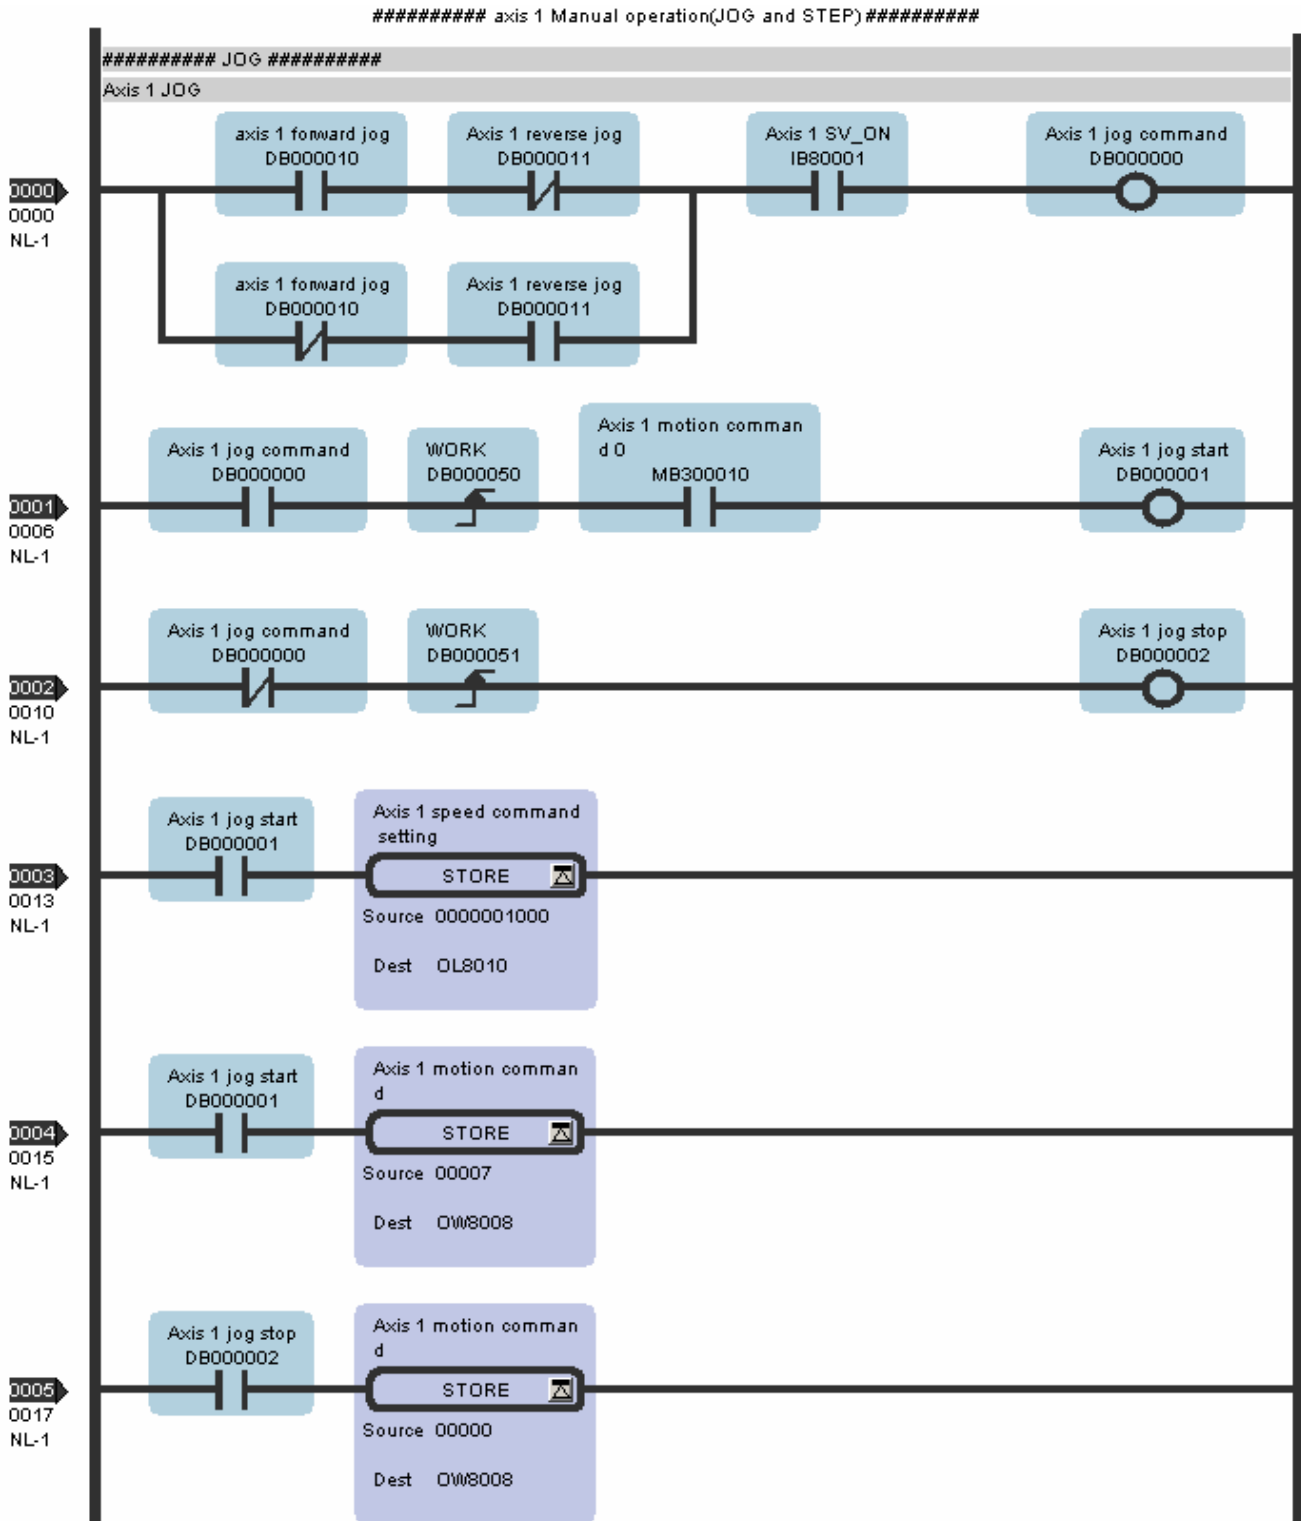 ########## axis 1 Manual operation(JOG and STEP) ##########
########## JOG ##########
Axis 1 JOG
axis 1 forward jog
DB000010
Axis 1 reverse jog
DB000011
Axis 1 SV_ON
IB80001
Axis 1 jog command
DB000000
0000
0000
NL-1
axis 1 forward jog
DB000010
Axis 1 reverse jog
DB000011
Axis 1 jog command
DB000000
WORK
DB000050
Axis 1 motion comman
d 0
MB300010
Axis 1 jog start
DB000001
0001
0006
NL-1
Axis 1 jog command
DB000000
WORK
DB000051
Axis 1 jog stop
DB000002
0002
0010
NL-1
Axis 1 jog start
DB000001
Axis 1 speed command
setting
STORE
Source 0000001000
Dest OL8010
0003
0013
NL-1
Axis 1 jog start
DB000001
Axis 1 motion comman
d
STORE
Source 00007
Dest OW8008
0004
0015
NL-1
Axis 1 jog stop
DB000002
Axis 1 motion comman
d
STORE
Source 00000
Dest OW8008
0005
0017
NL-1